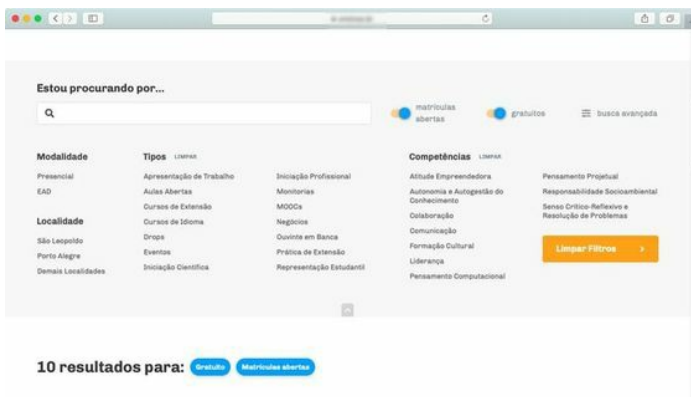 Estou procurando por...
matrículas
abertas
gratuitos
busca avançada
Modalidade
Presencial
EAD
Localidade
São Leopoldo
Porto Alegre
Demais Localidades
Tipos LIMPAR
Apresentação de Trabalho
Aulas Abertas
Cursos de Extensão
Cursos de Idioma
Drops
Eventos
Iniciação Científica
Iniciação Profissional
Monitorias
MOOCs
Negócios
Ouvinte em Banca
Prática de Extensão
Representação Estudantil
Competências LIMPAR
Atitude Empreendedora
Autonomia e Autogestão do
Conhecimento
Colaboração
Comunicação
Formação Cultural
Liderança
Pensamento Computacional
Pensamento Projetual
Responsabilidade Socioambiental
Senso Crítico-Reflexivo e
Resolução de Problemas
Limpar Filtros
10 resultados para: Gratuito Matrículas abertas